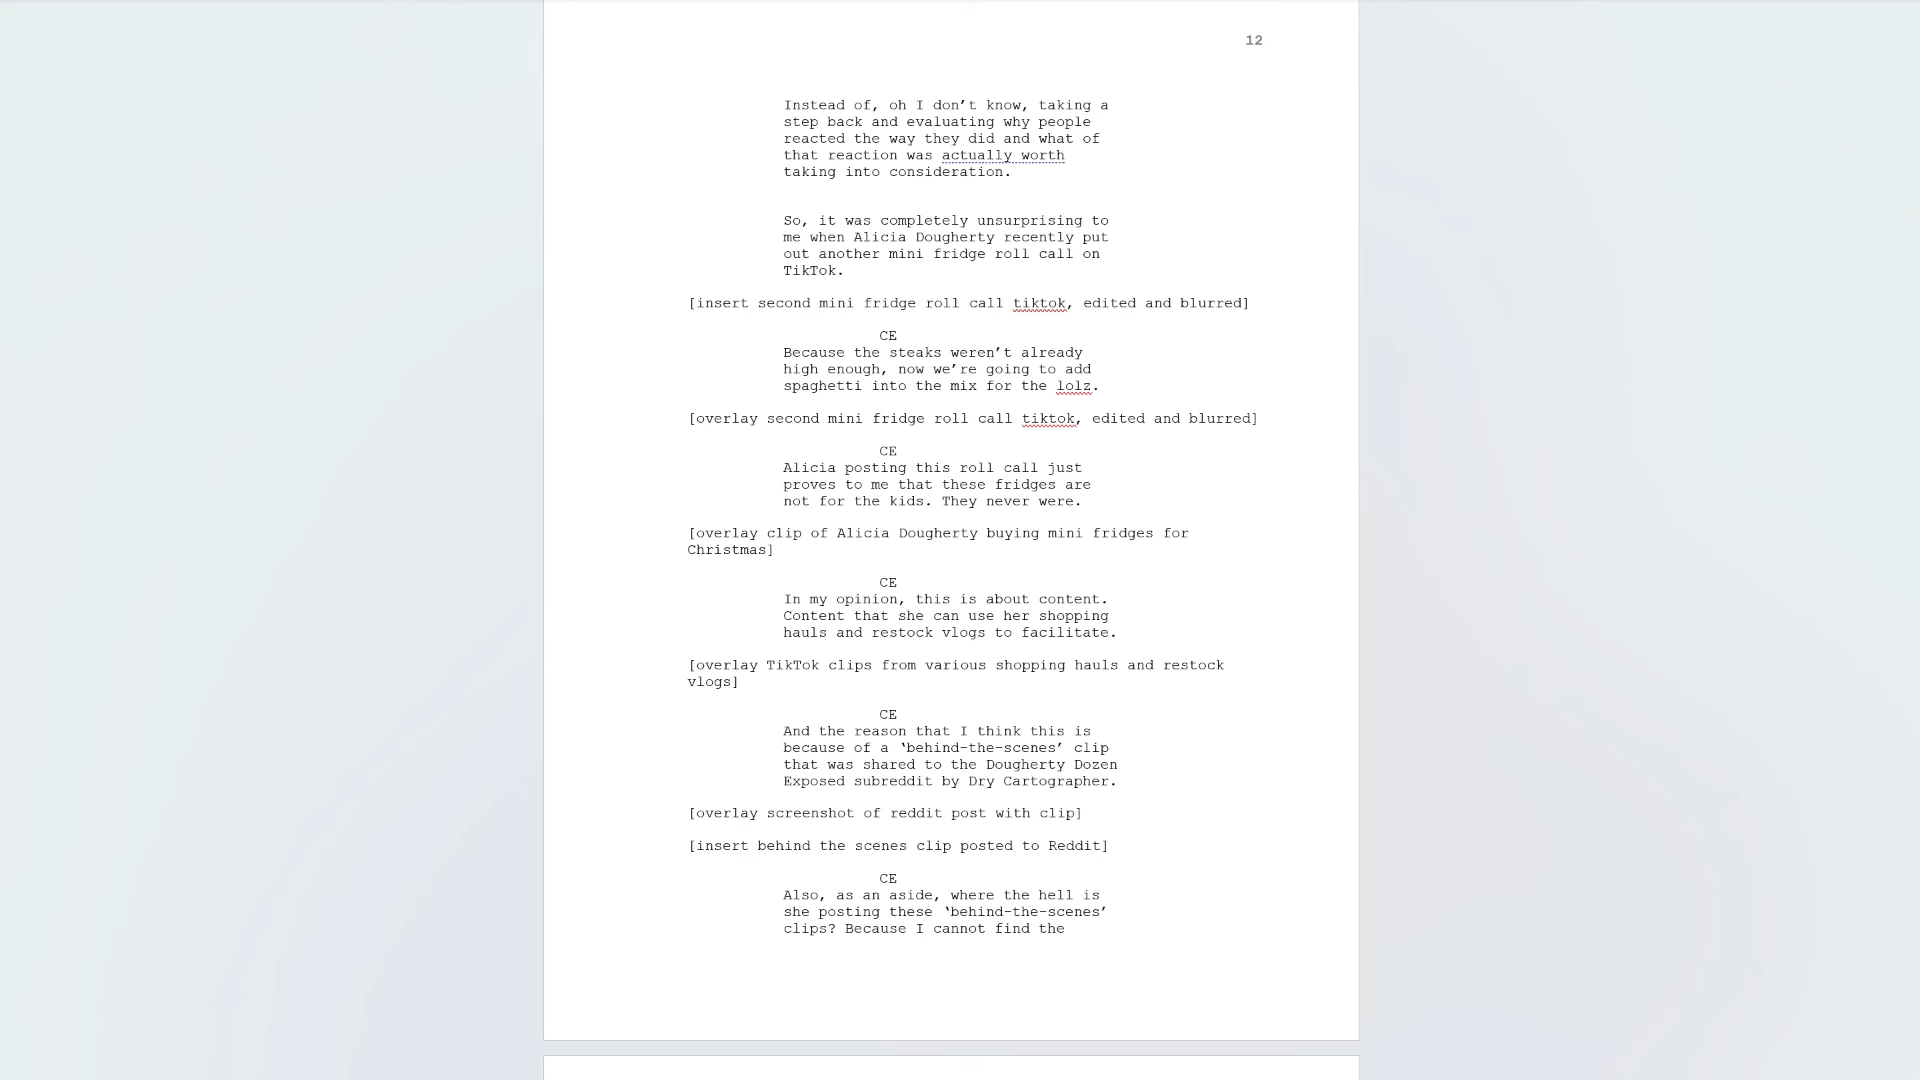 12
Instead of, oh I don’t know, taking a
step back and evaluating why people
reacted the way they did and what of
that reaction was actually worth
taking into consideration.
So, it was completely unsurprising to
me when Alicia Dougherty recently put
out another mini fridge roll call on
TikTok.
[insert second mini fridge roll call tiktok, edited and blurred]
CE
Because the steaks weren’t already
high enough, now we’re going to add
spaghetti into the mix for the lolz.
[overlay second mini fridge roll call tiktok, edited and blurred]
CE
Alicia posting this roll call just
proves to me that these fridges are
not for the kids. They never were.
[overlay clip of Alicia Dougherty buying mini fridges for
Christmas]
CE
In my opinion, this is about content.
Content that she can use her shopping
hauls and restock vlogs to facilitate.
[overlay TikTok clips from various shopping hauls and restock
vlogs]
CE
And the reason that I think this is
because of a ‘behind-the-scenes’ clip
that was shared to the Dougherty Dozen
Exposed subreddit by Dry Cartographer.
[overlay screenshot of reddit post with clip]
[insert behind the scenes clip posted to Reddit]
CE
Also, as an aside, where the hell is
she posting these ‘behind-the-scenes’
clips? Because I cannot find the